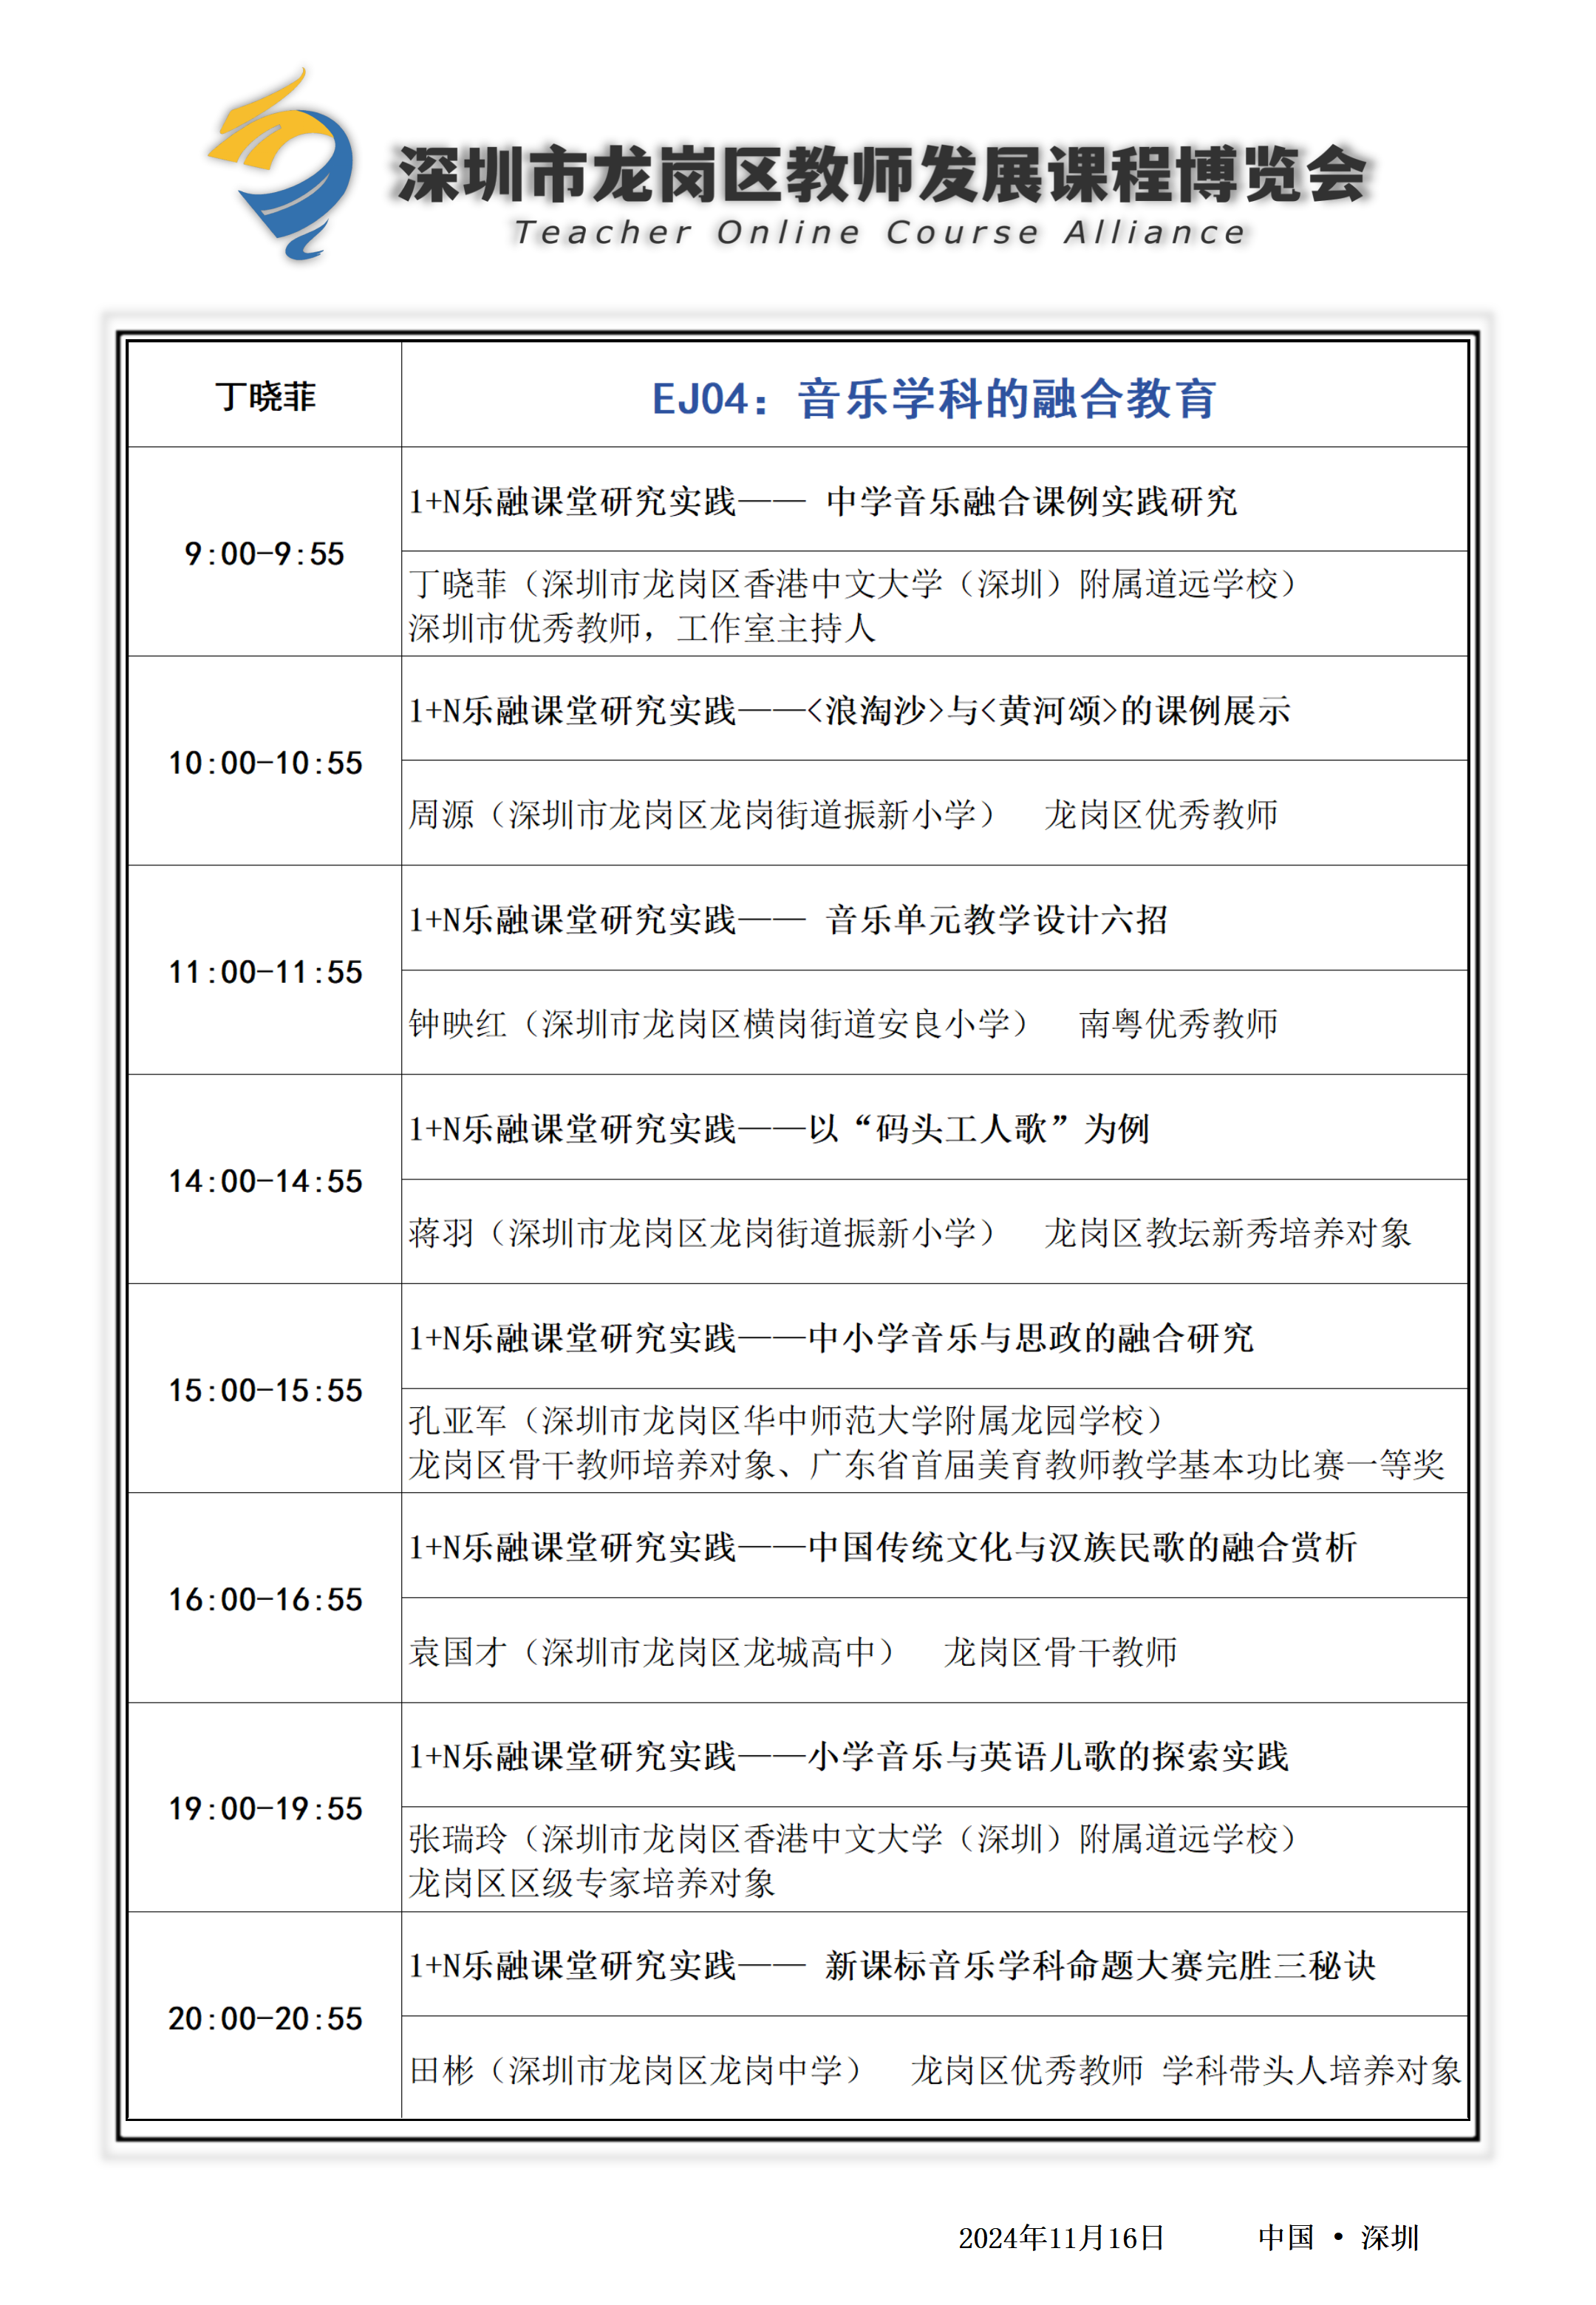 深圳市龙岗区教师发展课程博览会
Teacher Online Course Alliance
丁晓菲
EJ04：音乐学科的融合教育
9:00-9:55
1+N乐融课堂研究实践—— 中学音乐融合课例实践研究
丁晓菲（深圳市龙岗区香港中文大学（深圳）附属道远学校）
深圳市优秀教师，工作室主持人
10:00-10:55
1+N乐融课堂研究实践——<浪淘沙>与<黄河颂>的课例展示
周源（深圳市龙岗区龙岗街道振新小学） 龙岗区优秀教师
11:00-11:55
1+N乐融课堂研究实践—— 音乐单元教学设计六招
钟映红（深圳市龙岗区横岗街道安良小学） 南粤优秀教师
14:00-14:55
1+N乐融课堂研究实践——以“码头工人歌”为例
蒋羽（深圳市龙岗区龙岗街道振新小学） 龙岗区教坛新秀培养对象
15:00-15:55
1+N乐融课堂研究实践——中小学音乐与思政的融合研究
孔亚军（深圳市龙岗区华中师范大学附属龙园学校）
龙岗区骨干教师培养对象、广东省首届美育教师教学基本功比赛一等奖
16:00-16:55
1+N乐融课堂研究实践——中国传统文化与汉族民歌的融合赏析
袁国才（深圳市龙岗区龙城高中） 龙岗区骨干教师
19:00-19:55
1+N乐融课堂研究实践——小学音乐与英语儿歌的探索实践
张瑞玲（深圳市龙岗区香港中文大学（深圳）附属道远学校）
龙岗区区级专家培养对象
20:00-20:55
1+N乐融课堂研究实践—— 新课标音乐学科命题大赛完胜三秘诀
田彬（深圳市龙岗区龙岗中学） 龙岗区优秀教师 学科带头人培养对象
2024年11月16日 中国 • 深圳